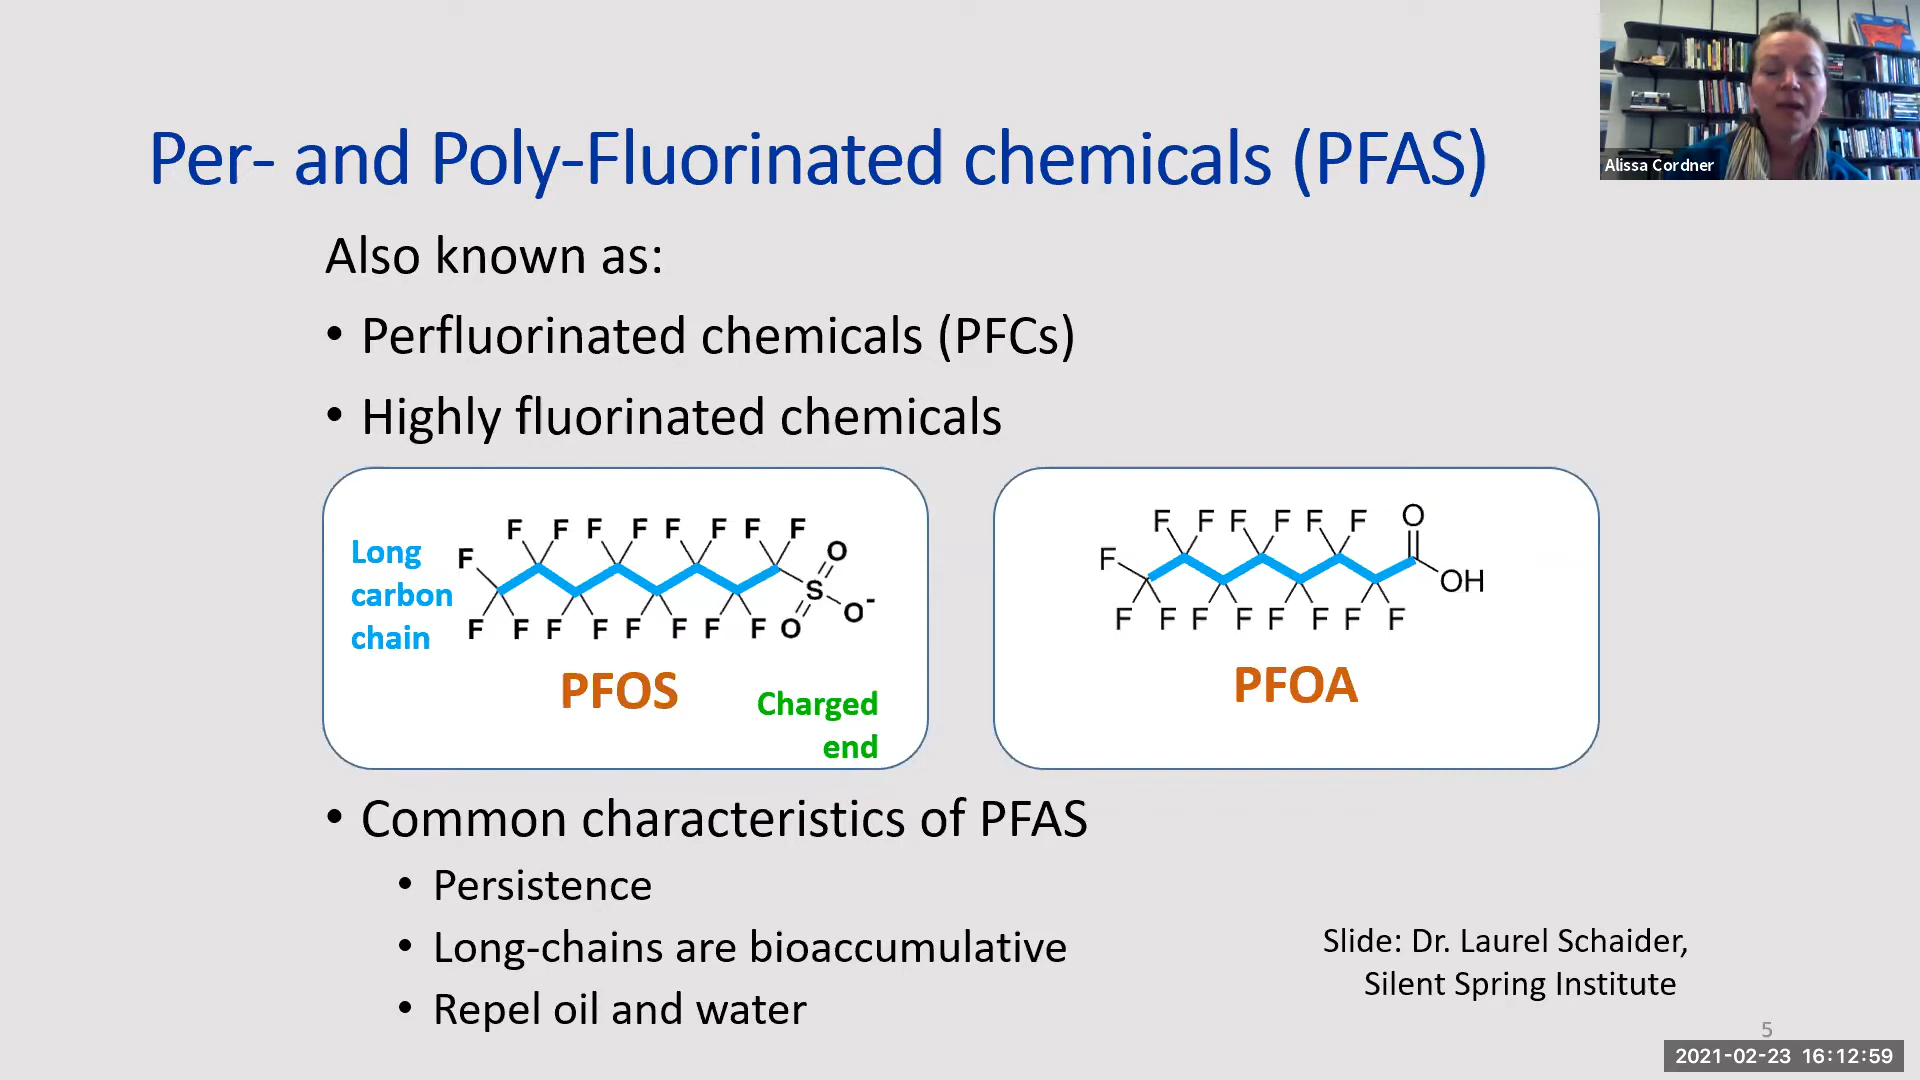 Per- and Poly-Fluorinated chemicals (PFAS)
Alissa Cordner
Also known as:
• Perfluorinated chemicals (PFCs)
• Highly fluorinated chemicals
Long
carbon
chain
F F F F F F F F
F O
S
O-
F F F F F F F F O
PFOS
Charged
end
F F F F F F O
F
OH
F F F F F F F F
PFOA
• Common characteristics of PFAS
• Persistence
• Long-chains are bioaccumulative
• Repel oil and water
Slide: Dr. Laurel Schaider,
Silent Spring Institute
5
2021-02-23 16:12:59